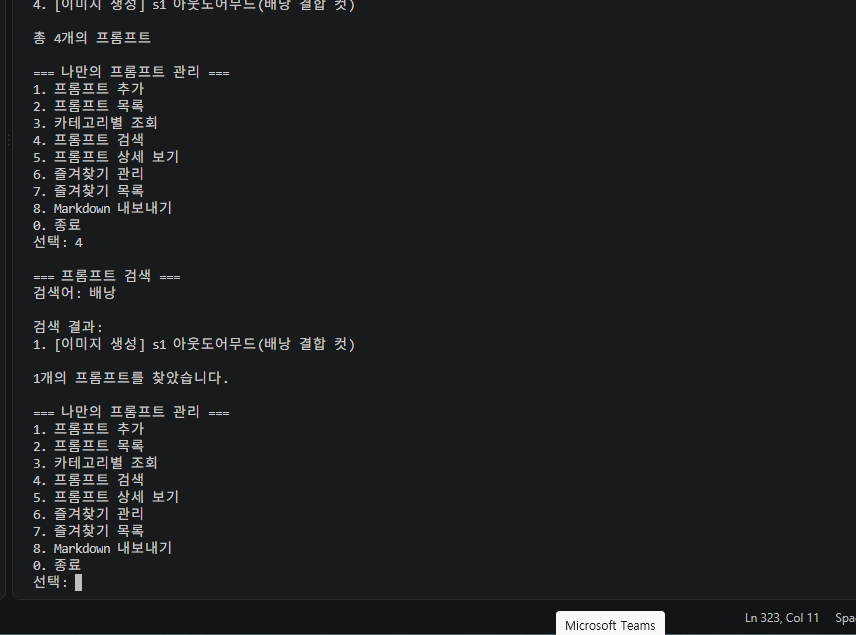 4. [이미지 생성] s1 아웃도어무드(배낭 결합 컷)
총 4개의 프롬프트
=== 나만의 프롬프트 관리 ===
1. 프롬프트 추가
2. 프롬프트 목록
3. 카테고리별 조회
4. 프롬프트 검색
5. 프롬프트 상세 보기
6. 즐겨찾기 관리
7. 즐겨찾기 목록
8. Markdown 내보내기
0. 종료
선택: 4
=== 프롬프트 검색 ===
검색어: 배낭
검색 결과:
1. [이미지 생성] s1 아웃도어무드(배낭 결합 컷)
1개의 프롬프트를 찾았습니다.
=== 나만의 프롬프트 관리 ===
1. 프롬프트 추가
2. 프롬프트 목록
3. 카테고리별 조회
4. 프롬프트 검색
5. 프롬프트 상세 보기
6. 즐겨찾기 관리
7. 즐겨찾기 목록
8. Markdown 내보내기
0. 종료
선택:
Ln 323, Col 11
Microsoft Teams